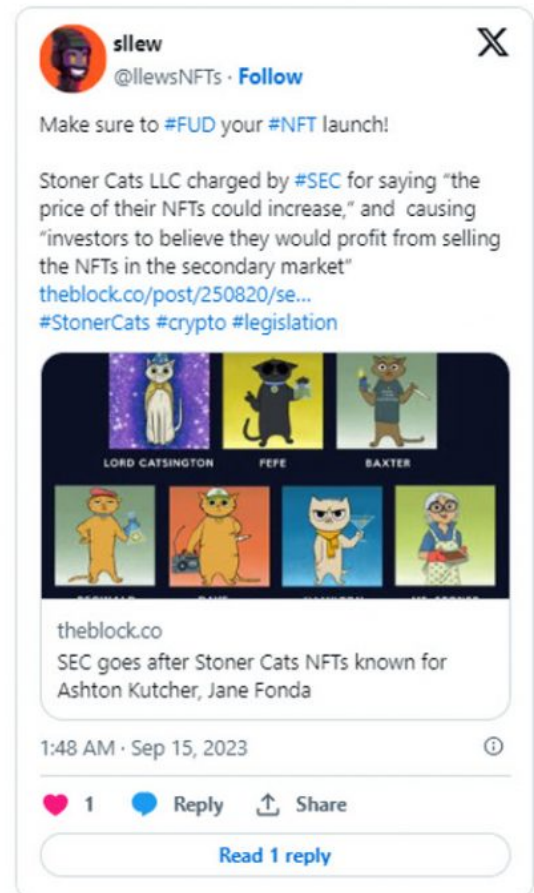 sllew
@llewsNFTs · Follow
Make sure to #FUD your #NFT launch!
Stoner Cats LLC charged by #SEC for saying “the
price of their NFTs could increase,” and  causing
“investors to believe they would profit from selling
the NFTs in the secondary market”
theblock.co/post/250820/se...
#StonerCats #crypto #legislation
LORD CATSINGTON FEFE BAXTER
theblock.co
SEC goes after Stoner Cats NFTs known for
Ashton Kutcher, Jane Fonda
1:48 AM · Sep 15, 2023
1 Reply Share
Read 1 reply